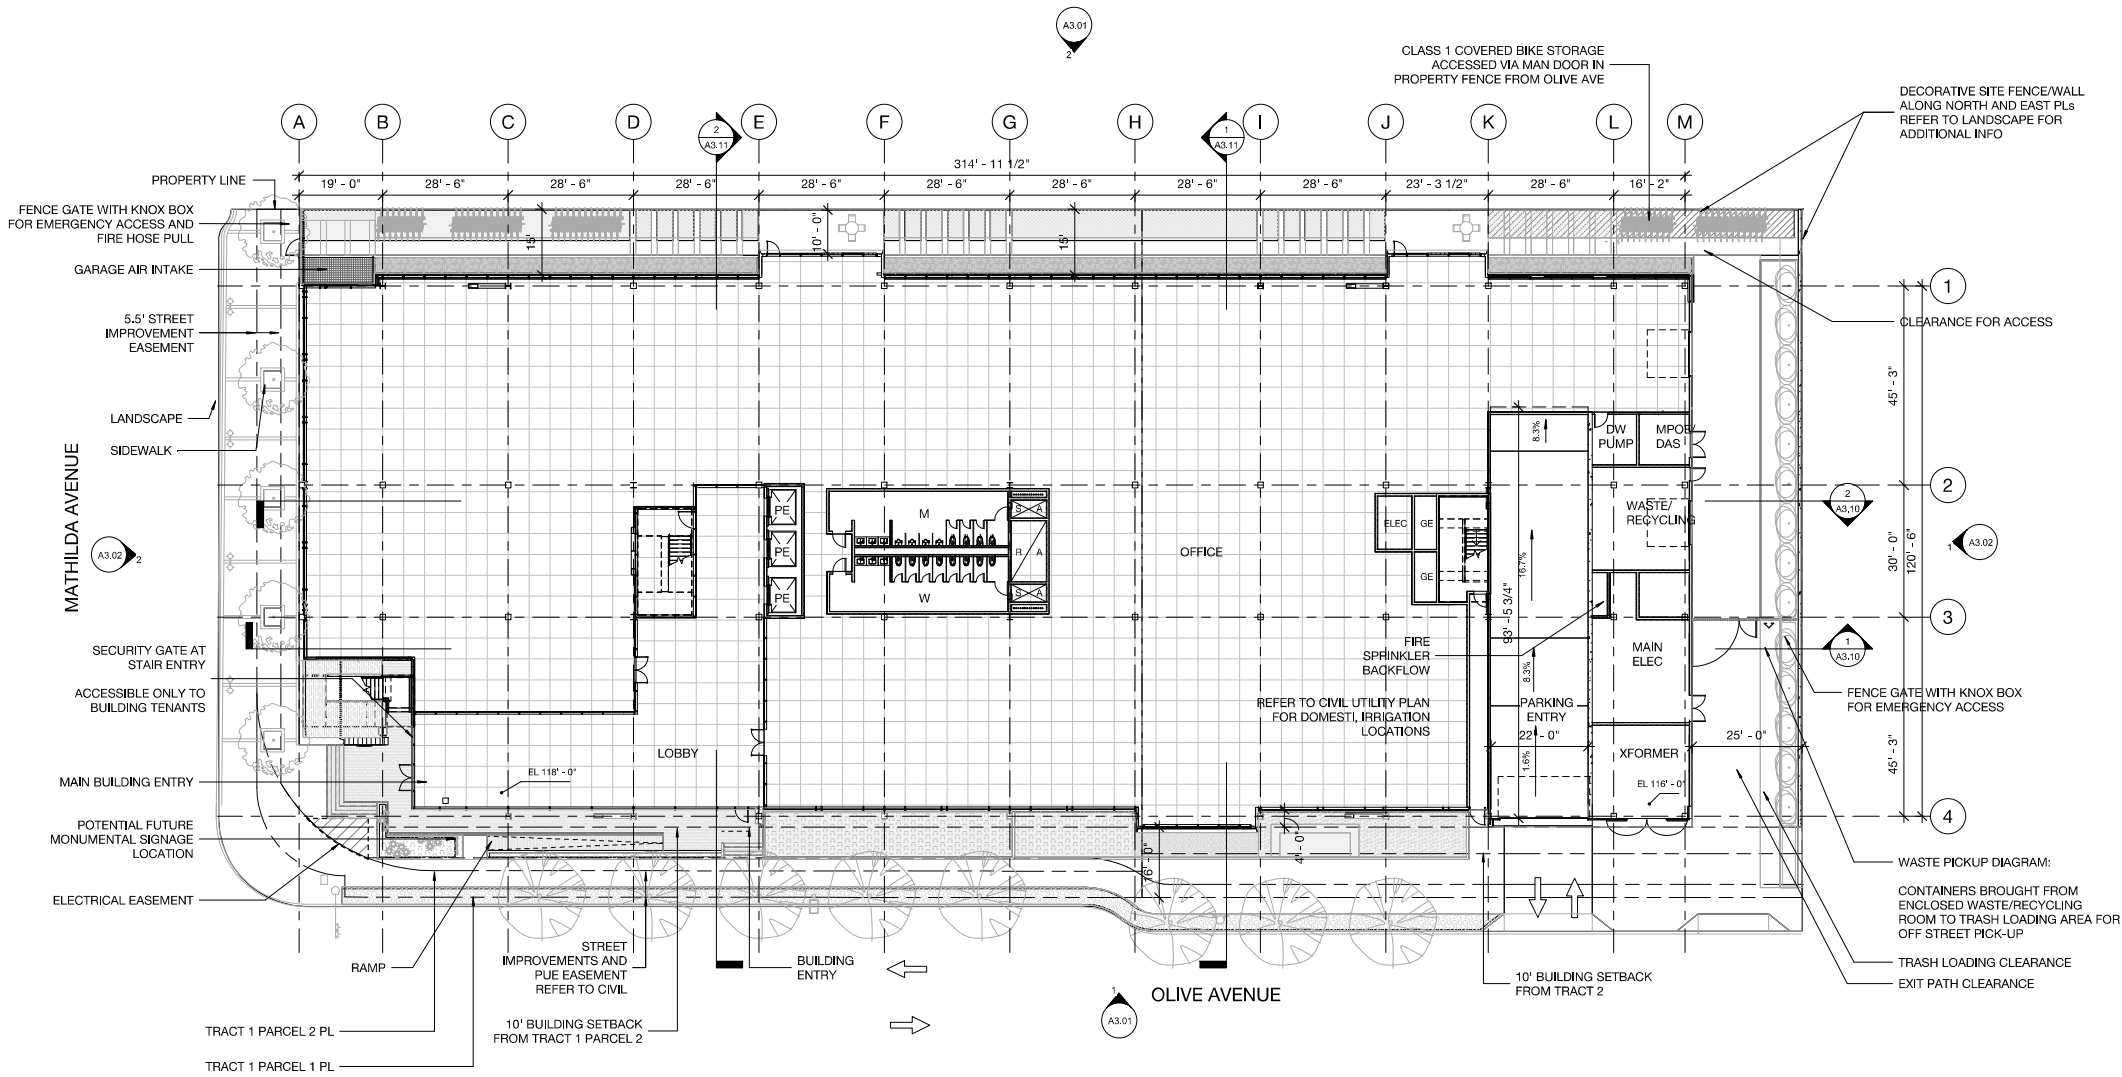 A3.01
2
CLASS 1 COVERED BIKE STORAGE
ACCESSED VIA MAN DOOR IN
PROPERTY FENCE FROM OLIVE AVE
DECORATIVE SITE FENCE/WALL
ALONG NORTH AND EAST PLs
REFER TO LANDSCAPE FOR
ADDITIONAL INFO
A
B
C
D
2
A3.11
E
F
G
H
1
A3.11
I
J
K
L
M
314' - 11 1/2"
19' - 0"
28' - 6"
28' - 6"
28' - 6"
28' - 6"
28' - 6"
28' - 6"
28' - 6"
28' - 6"
23' - 3 1/2"
28' - 6"
16' - 2"
PROPERTY LINE
FENCE GATE WITH KNOX BOX
FOR EMERGENCY ACCESS AND
FIRE HOSE PULL
GARAGE AIR INTAKE
5.5' STREET
IMPROVEMENT
EASEMENT
LANDSCAPE
SIDEWALK
MATHILDA AVENUE
A3.02
2
SECURITY GATE AT
STAIR ENTRY
ACCESSIBLE ONLY TO
BUILDING TENANTS
MAIN BUILDING ENTRY
POTENTIAL FUTURE
MONUMENTAL SIGNAGE
LOCATION
ELECTRICAL EASEMENT
RAMP
TRACT 1 PARCEL 2 PL
TRACT 1 PARCEL 1 PL
15'
10' - 0"
15'
PE
PE
PE
M
W
S A
R A
S A
OFFICE
ELEC
GE
GE
LOBBY
EL 118' - 0"
FIRE
SPRINKLER
BACKFLOW
REFER TO CIVIL UTILITY PLAN
FOR DOMESTI, IRRIGATION
LOCATIONS
8.3%
16.7%
93' - 5 3/4"
8.3%
PARKING
ENTRY
22' - 0"
1.6%
DW
PUMP
MPOE/
DAS
WASTE/
RECYCLING
MAIN
ELEC
XFORMER
EL 116' - 0"
25' - 0"
4' - 0"
16' - 0"
1
CLEARANCE FOR ACCESS
45' - 3"
2
2
A3.10
30' - 0"
120' - 6"
1
A3.02
3
1
A3.10
FENCE GATE WITH KNOX BOX
FOR EMERGENCY ACCESS
45' - 3"
4
WASTE PICKUP DIAGRAM:
CONTAINERS BROUGHT FROM
ENCLOSED WASTE/RECYCLING
ROOM TO TRASH LOADING AREA FOR
OFF STREET PICK-UP
TRASH LOADING CLEARANCE
EXIT PATH CLEARANCE
STREET
IMPROVEMENTS AND
PUE EASEMENT
REFER TO CIVIL
10' BUILDING SETBACK
FROM TRACT 1 PARCEL 2
BUILDING
ENTRY
OLIVE AVENUE
1
A3.01
10' BUILDING SETBACK
FROM TRACT 2